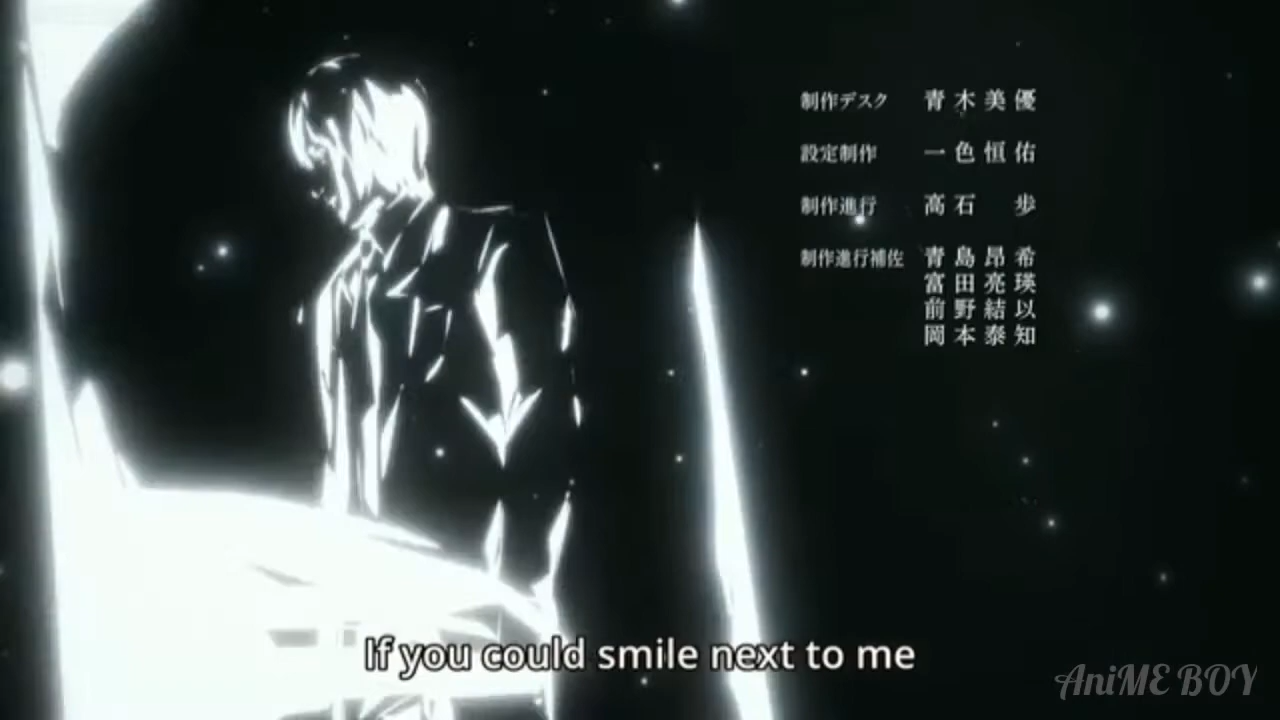 制作デスク 青木美優
設定制作 一色恒佑
制作進行 高石 歩
制作進行補佐 青島昂希
富田亮瑛
前野結以
岡本泰知
If you could smile next to me
AniME BOY